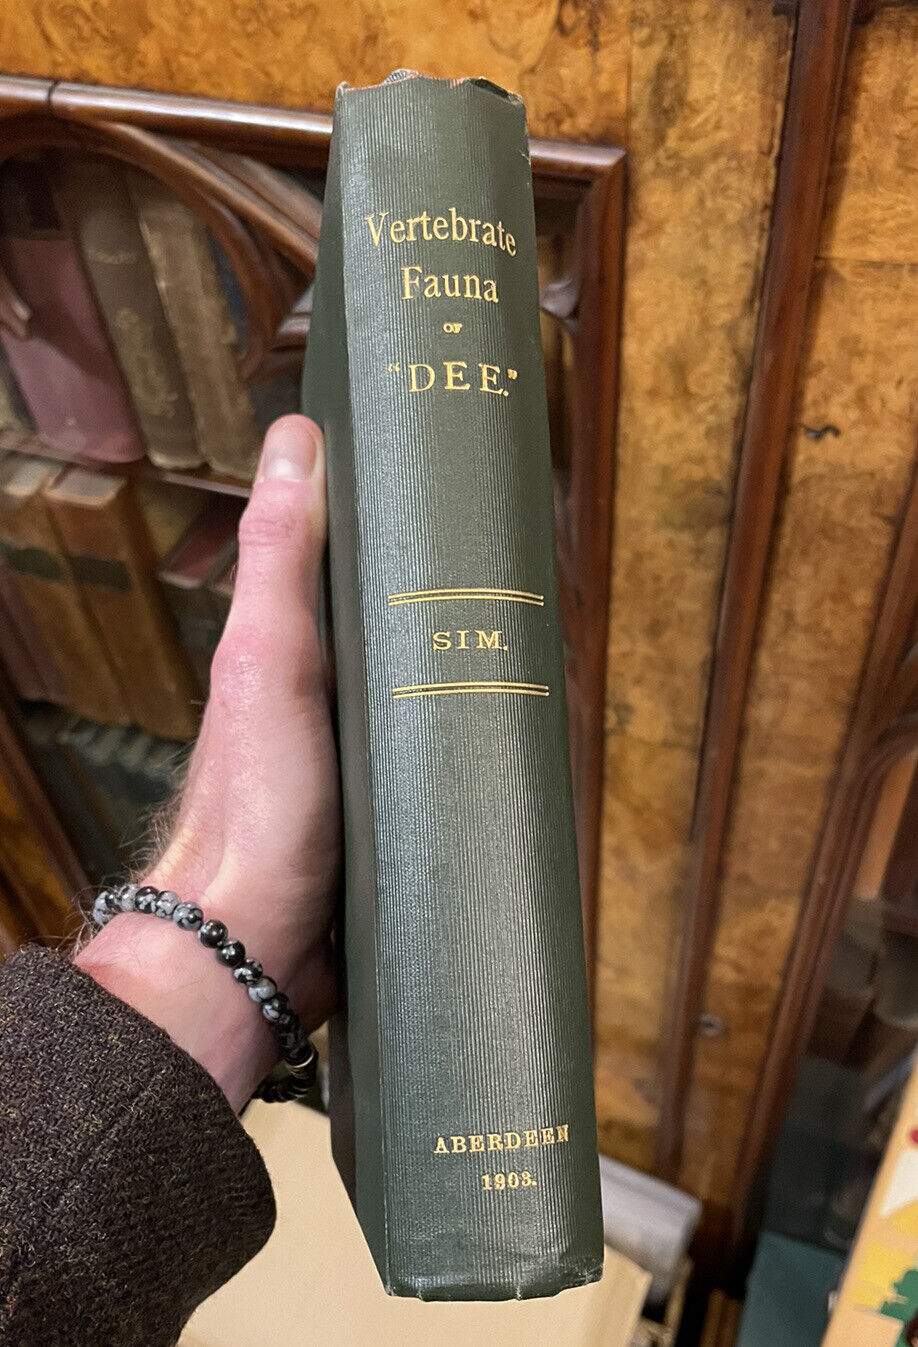 Vertebrate
Fauna
OF
"DEE."
SIM.
ABERDEEN
1903.